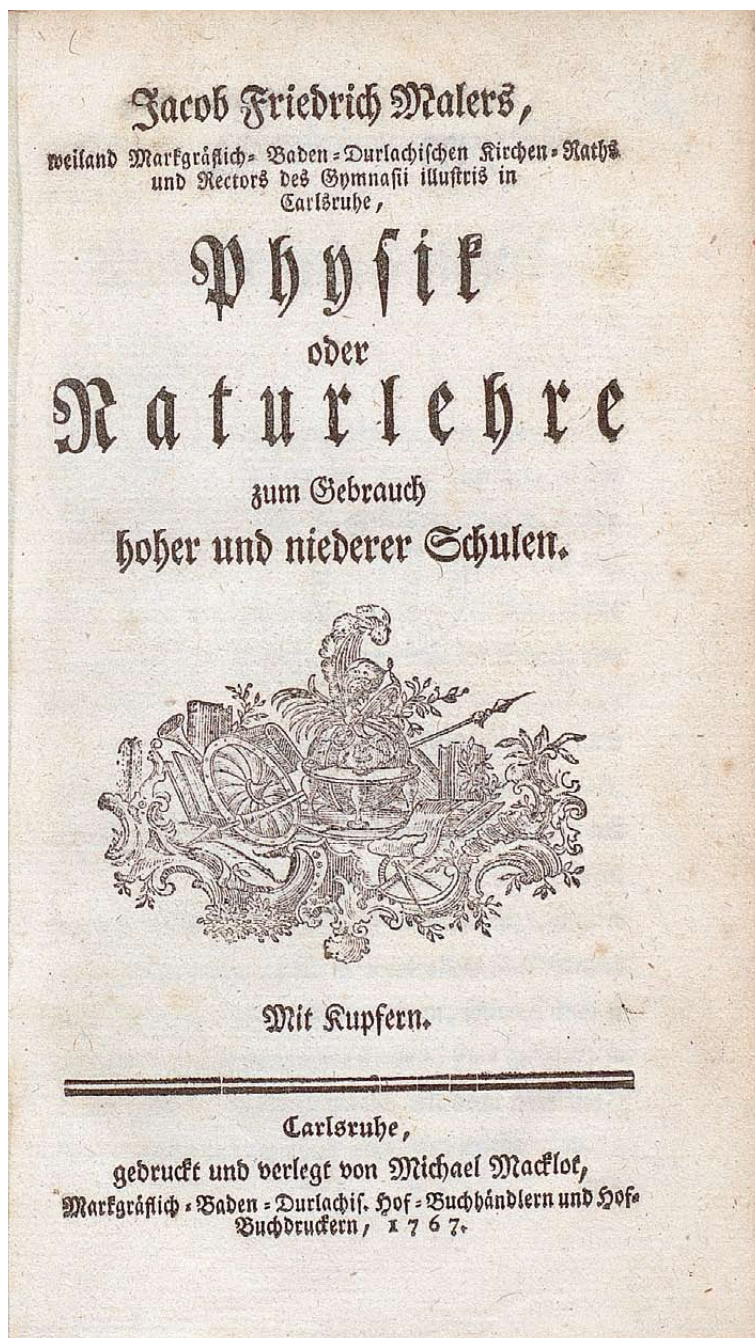 Jacob Friedrich Malers,
weiland Markgräflich- Baden-Durlachischen Kirchen-Raths
und Rectors des Gymnasii illustris in
Carlsruhe,
Physik
oder
Naturlehre
zum Gebrauch
hoher und niederer Schulen.
Mit Kupfern.
Carlsruhe,
gedruckt und verlegt von Michael Macklot,
Markgräflich-Baden-Durlachis. Hof-Buchhändlern und Hof-
Buchdruckern, 1767.